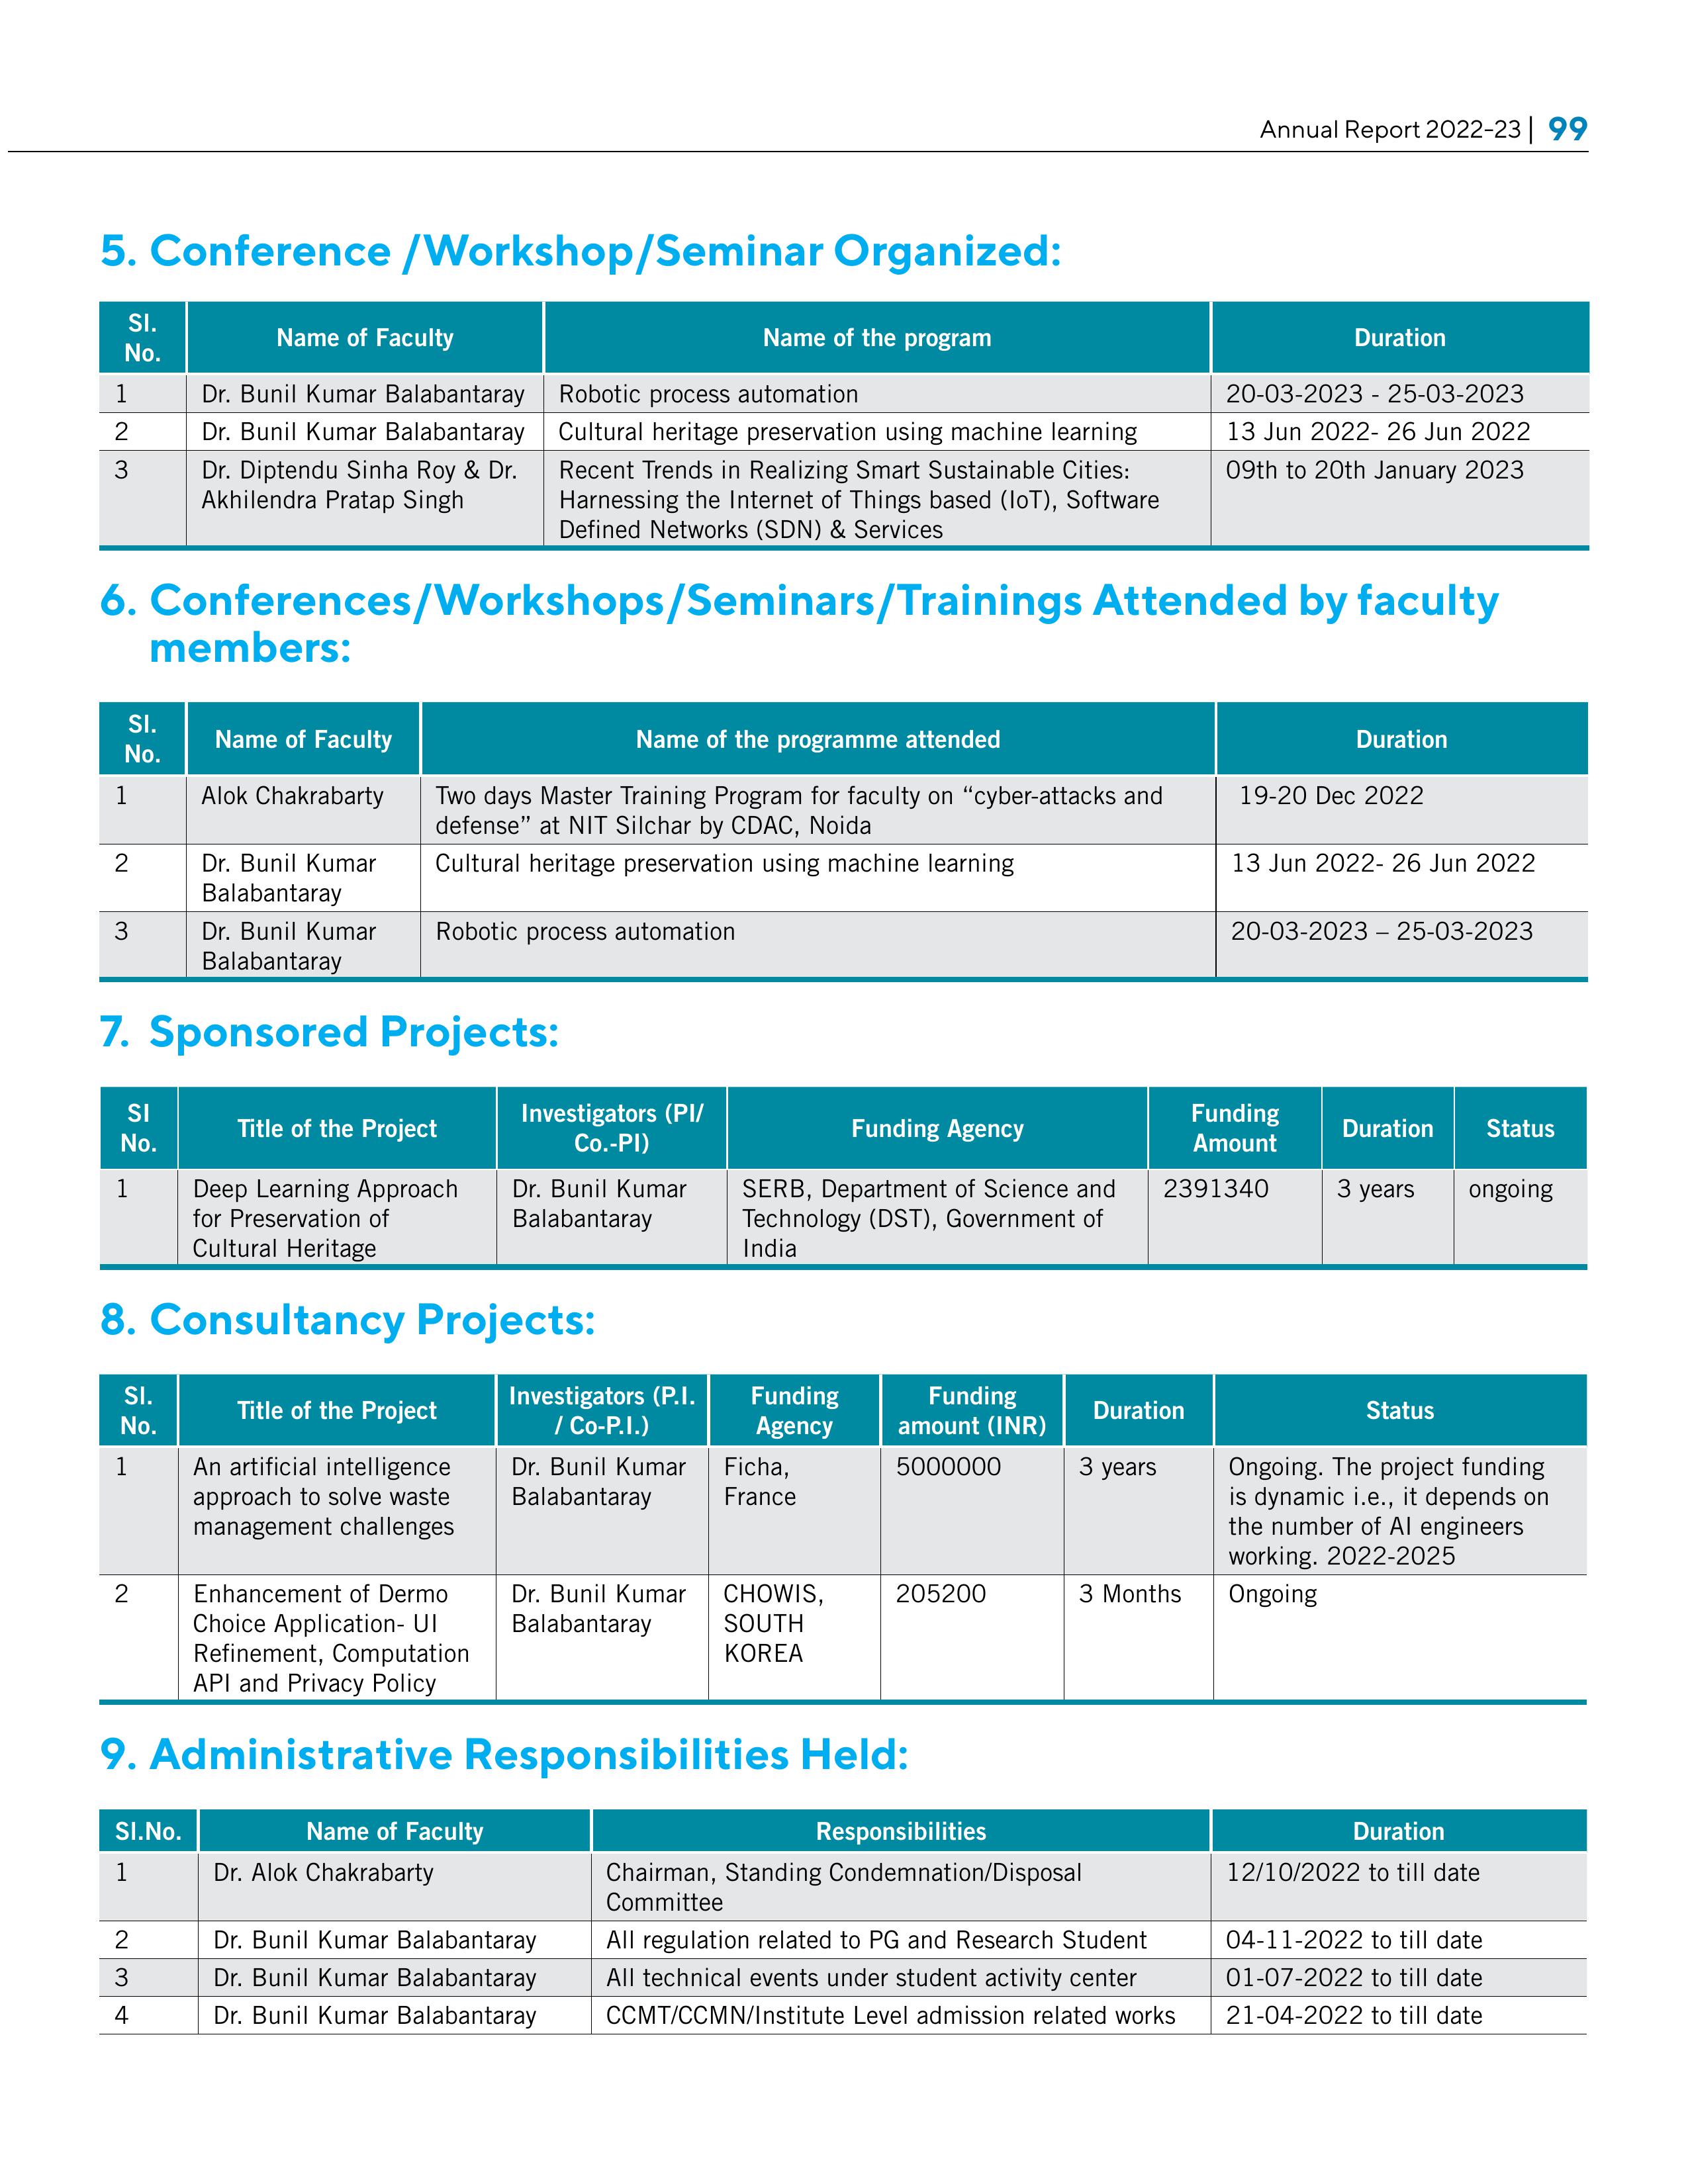 Annual Report 2022-23 | 99
5. Conference /Workshop/Seminar Organized:
Sl. No. Name of Faculty Name of the program Duration
1 Dr. Bunil Kumar Balabantaray Robotic process automation 20-03-2023 - 25-03-2023
2 Dr. Bunil Kumar Balabantaray Cultural heritage preservation using machine learning 13 Jun 2022- 26 Jun 2022
3 Dr. Diptendu Sinha Roy & Dr. Recent Trends in Realizing Smart Sustainable Cities: 09th to 20th January 2023
Akhilendra Pratap Singh Harnessing the Internet of Things based (IoT), Software
Defined Networks (SDN) & Services
6. Conferences/Workshops/Seminars/Trainings Attended by faculty
members:
Sl. No. Name of Faculty Name of the programme attended Duration
1 Alok Chakrabarty Two days Master Training Program for faculty on “cyber-attacks and 19-20 Dec 2022
defense” at NIT Silchar by CDAC, Noida
2 Dr. Bunil Kumar Cultural heritage preservation using machine learning 13 Jun 2022- 26 Jun 2022
Balabantaray
3 Dr. Bunil Kumar Robotic process automation 20-03-2023 – 25-03-2023
Balabantaray
7. Sponsored Projects:
Sl No. Title of the Project Investigators (PI/ Co.-PI) Funding Agency Funding Amount Duration Status
1 Deep Learning Approach Dr. Bunil Kumar SERB, Department of Science and 2391340 3 years ongoing
for Preservation of Balabantaray Technology (DST), Government of
Cultural Heritage India
8. Consultancy Projects:
Sl. No. Title of the Project Investigators (P.I. / Co-P.I.) Funding Agency Funding amount (INR) Duration Status
1 An artificial intelligence Dr. Bunil Kumar Ficha, 5000000 3 years Ongoing. The project funding
approach to solve waste Balabantaray France is dynamic i.e., it depends on
management challenges the number of AI engineers
working. 2022-2025
2 Enhancement of Dermo Dr. Bunil Kumar CHOWIS, 205200 3 Months Ongoing
Choice Application- UI Balabantaray SOUTH
Refinement, Computation KOREA
API and Privacy Policy
9. Administrative Responsibilities Held:
Sl.No. Name of Faculty Responsibilities Duration
1 Dr. Alok Chakrabarty Chairman, Standing Condemnation/Disposal 12/10/2022 to till date
Committee
2 Dr. Bunil Kumar Balabantaray All regulation related to PG and Research Student 04-11-2022 to till date
3 Dr. Bunil Kumar Balabantaray All technical events under student activity center 01-07-2022 to till date
4 Dr. Bunil Kumar Balabantaray CCMT/CCMN/Institute Level admission related works 21-04-2022 to till date